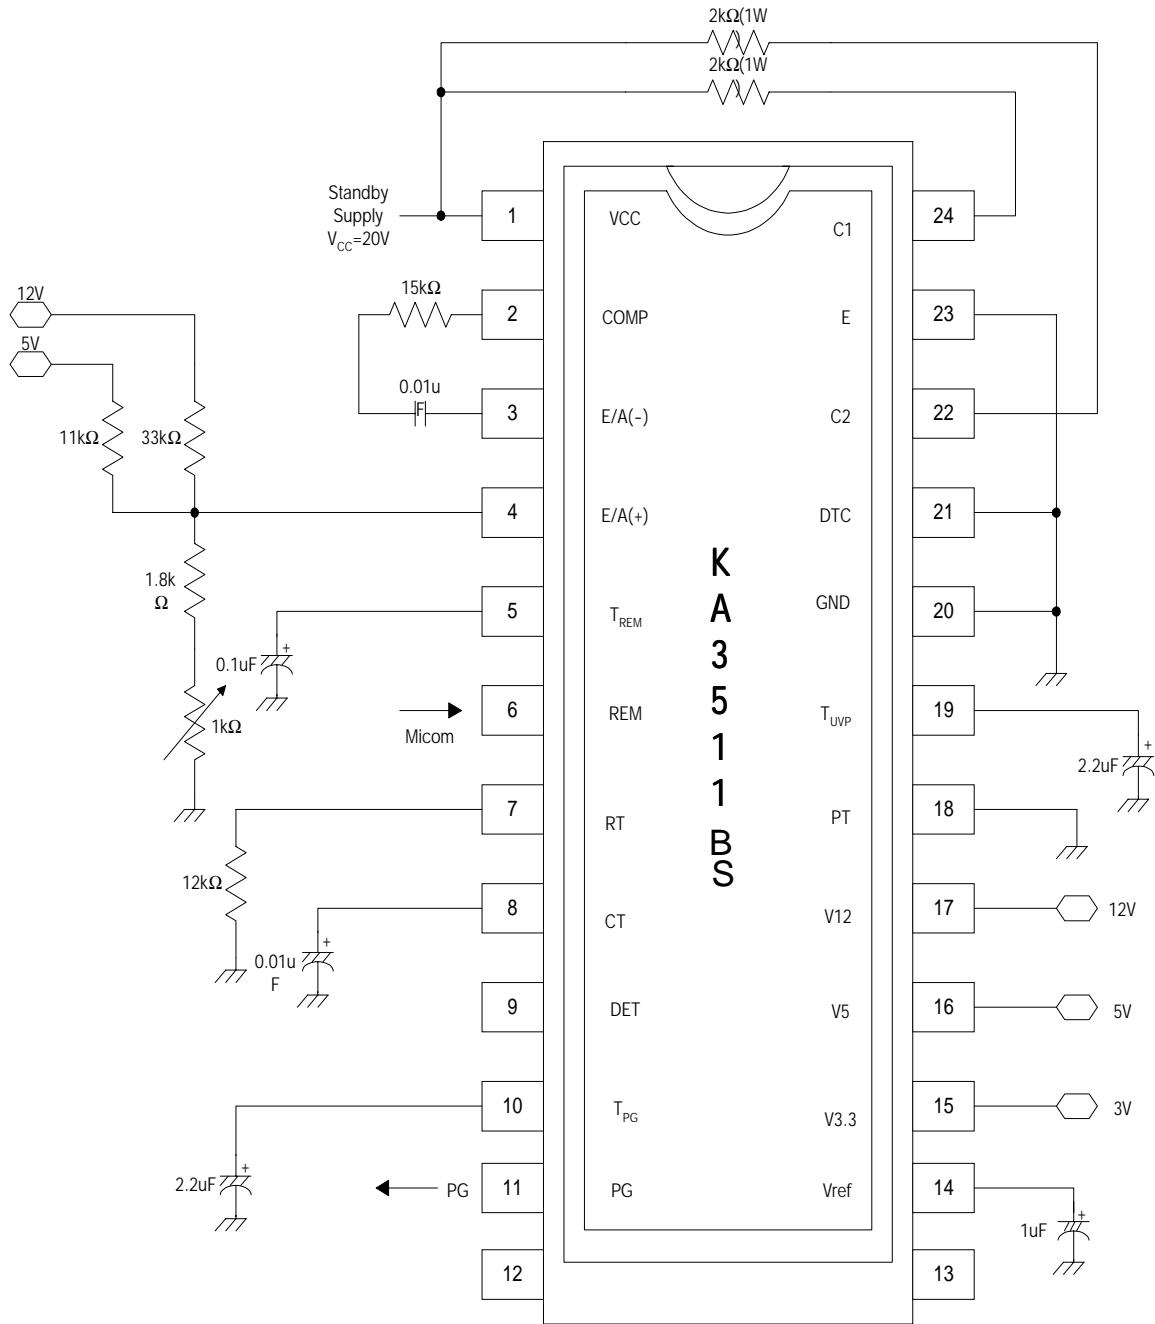 2kΩ(1W)
2kΩ(1W)
Standby
Supply
VCC=20V
1
VCC
C1
24
12V
5V
15kΩ
2
COMP
E
23
0.01u
F
3
E/A(-)
C2
22
11kΩ
33kΩ
4
E/A(+)
DTC
21
1.8k
Ω
K
A
3
5
1
1
B
S
5
TREM
GND
20
0.1uF
+
1kΩ
Micom
6
REM
TUVP
19
+
2.2uF
7
RT
PT
18
12kΩ
8
CT
V12
17
12V
+
0.01u
F
9
DET
V5
16
5V
10
TPG
V3.3
15
3V
+
2.2uF
PG
11
PG
Vref
14
+
1uF
12
13